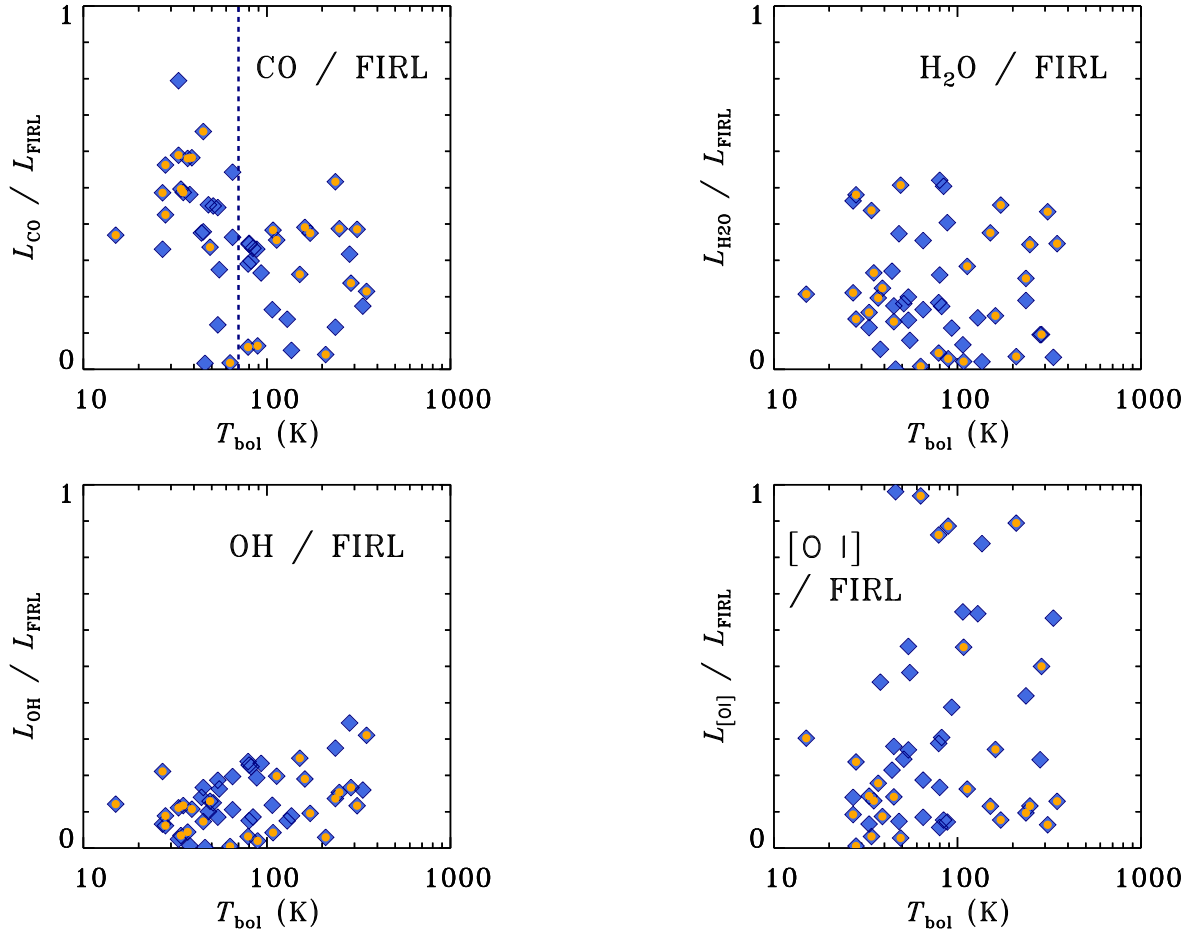 1
CO / FIRL
L_CO / L_FIRL
0
10 100 1000
T_bol (K)
1
H₂O / FIRL
L_H2O / L_FIRL
0
10 100 1000
T_bol (K)
1
OH / FIRL
L_OH / L_FIRL
0
10 100 1000
T_bol (K)
1
[O I]
/ FIRL
L_[OI] / L_FIRL
0
10 100 1000
T_bol (K)